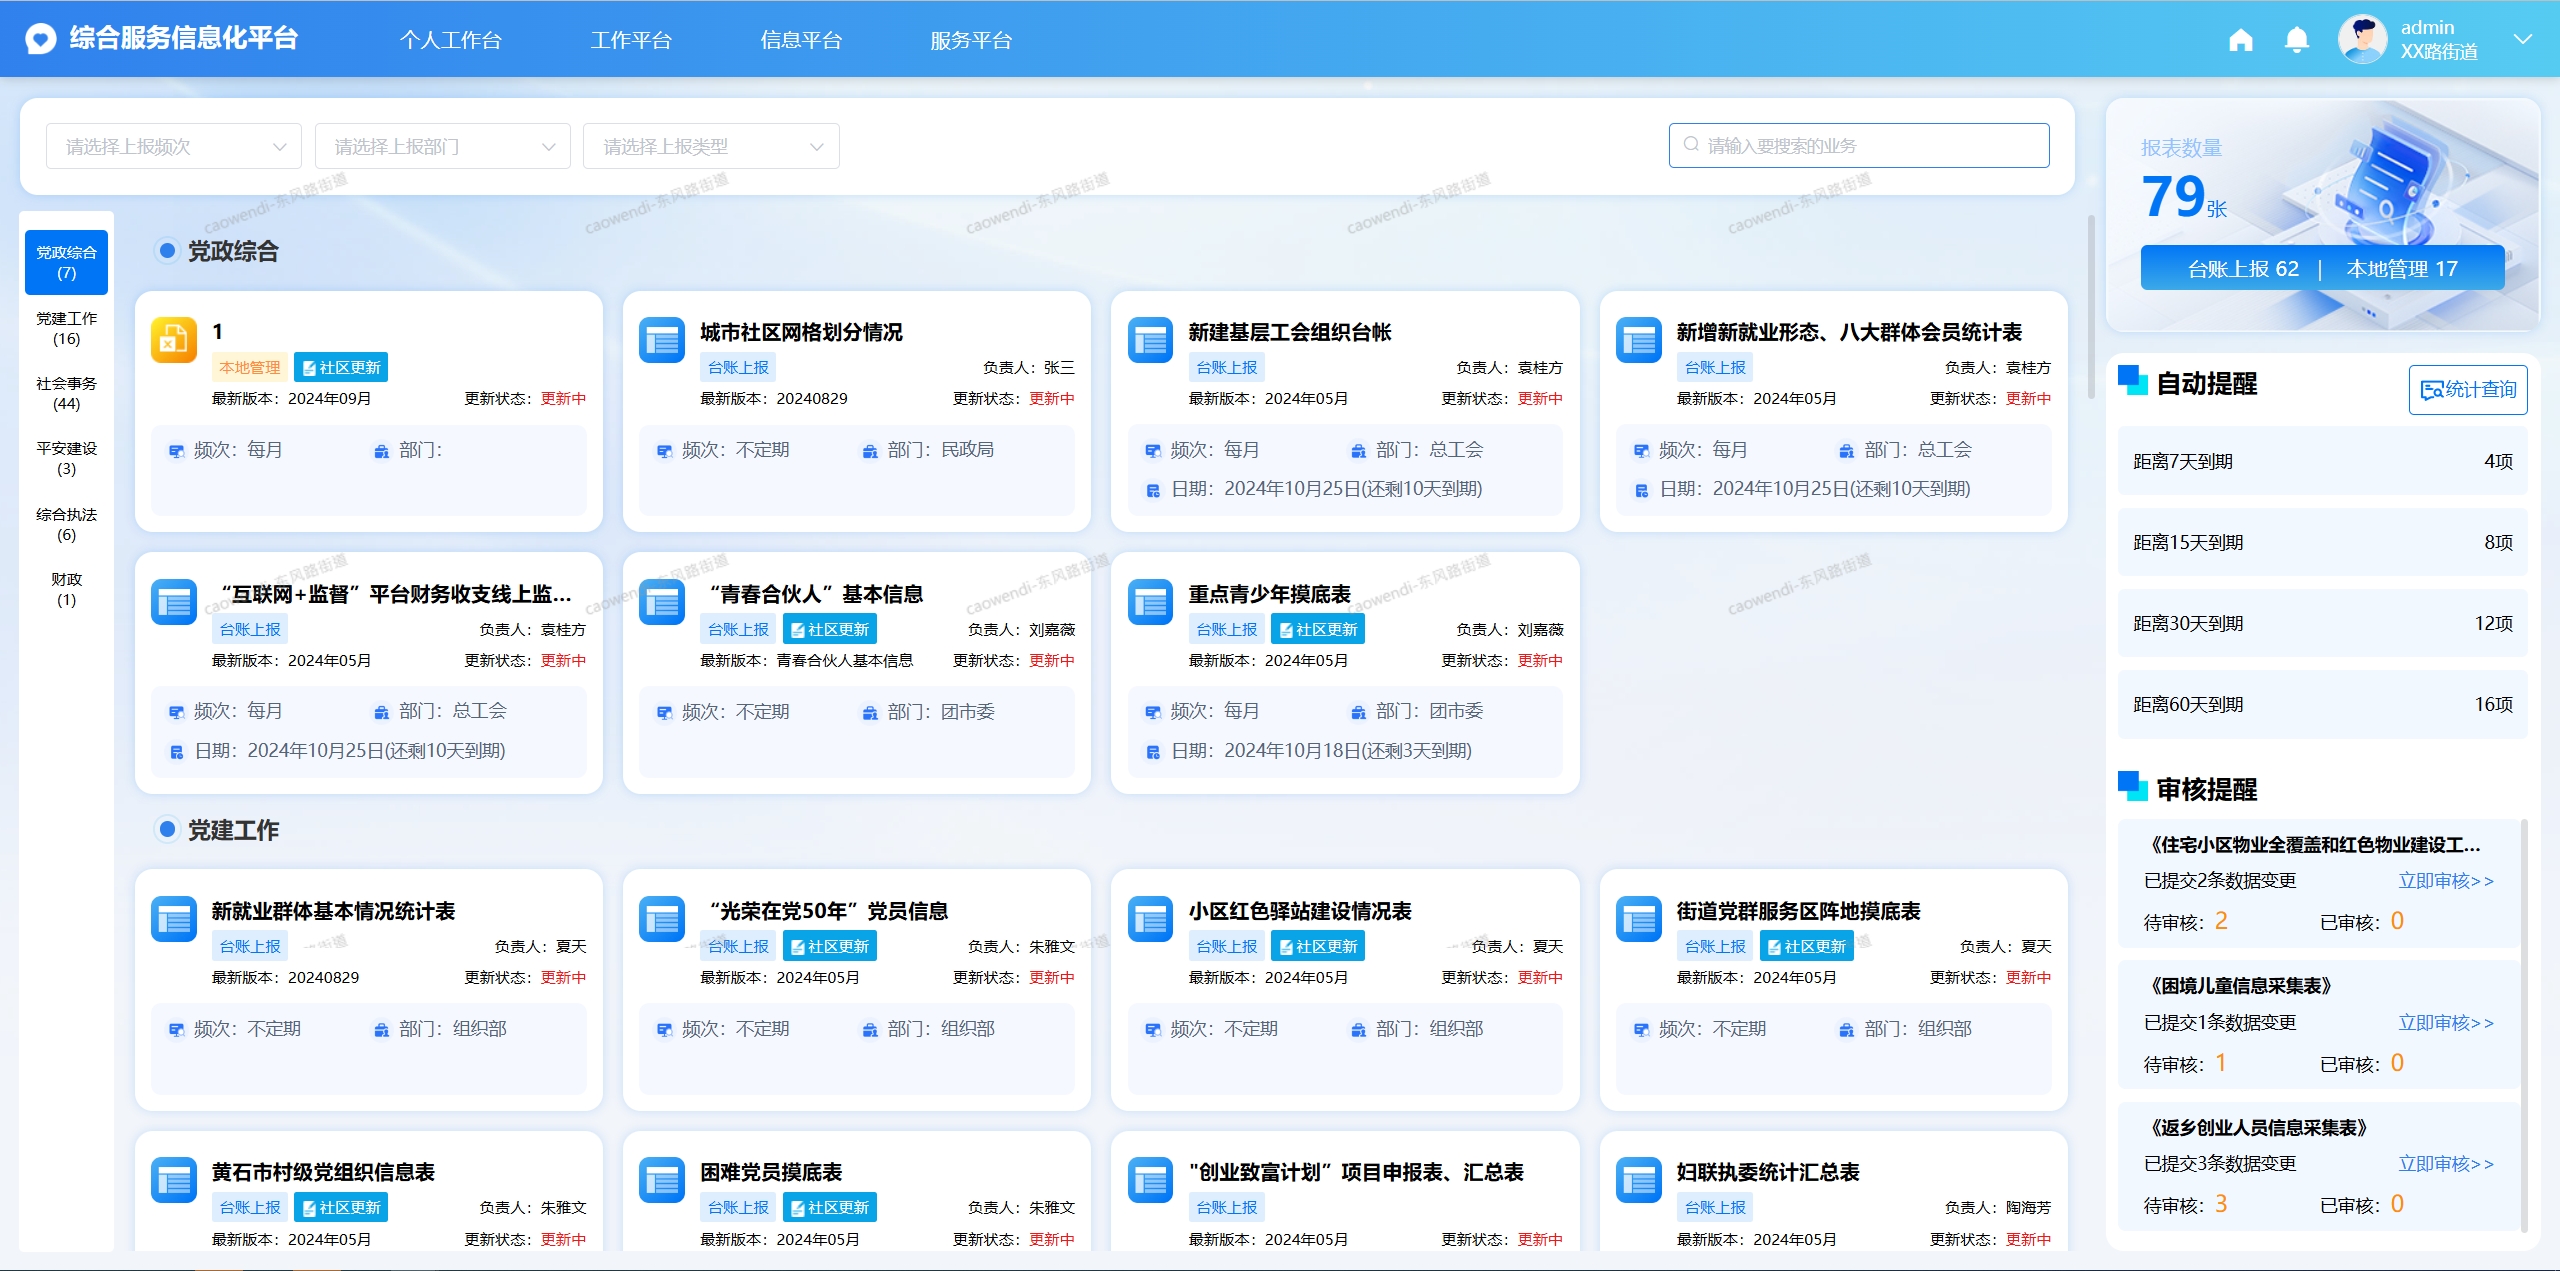 综合服务信息化平台
个人工作台
工作平台
信息平台
服务平台
admin
XX路街道
请选择上报频次
请选择上报部门
请选择上报类型
请输入要搜索的业务
党政综合
(7)
党建工作
(16)
社会事务
(44)
平安建设
(3)
综合执法
(6)
财政
(1)
党政综合
1
本地管理 社区更新
最新版本：2024年09月 更新状态：更新中
频次：每月 部门：
城市社区网格划分情况
台账上报 负责人：张三
最新版本：20240829 更新状态：更新中
频次：不定期 部门：民政局
新建基层工会组织台帐
台账上报 负责人：袁桂方
最新版本：2024年05月 更新状态：更新中
频次：每月 部门：总工会
日期：2024年10月25日(还剩10天到期)
新增新就业形态、八大群体会员统计表
台账上报 负责人：袁桂方
最新版本：2024年05月 更新状态：更新中
频次：每月 部门：总工会
日期：2024年10月25日(还剩10天到期)
“互联网+监督”平台财务收支线上监...
台账上报 负责人：袁桂方
最新版本：2024年05月 更新状态：更新中
频次：每月 部门：总工会
日期：2024年10月25日(还剩10天到期)
“青春合伙人”基本信息
台账上报 社区更新 负责人：刘嘉薇
最新版本：青春合伙人基本信息 更新状态：更新中
频次：不定期 部门：团市委
重点青少年摸底表
台账上报 社区更新 负责人：刘嘉薇
最新版本：2024年05月 更新状态：更新中
频次：每月 部门：团市委
日期：2024年10月18日(还剩3天到期)
党建工作
新就业群体基本情况统计表
台账上报 负责人：夏天
最新版本：20240829 更新状态：更新中
频次：不定期 部门：组织部
“光荣在党50年”党员信息
台账上报 社区更新 负责人：朱雅文
最新版本：2024年05月 更新状态：更新中
频次：不定期 部门：组织部
小区红色驿站建设情况表
台账上报 社区更新 负责人：夏天
最新版本：2024年05月 更新状态：更新中
频次：不定期 部门：组织部
街道党群服务区阵地摸底表
台账上报 社区更新 负责人：夏天
最新版本：2024年05月 更新状态：更新中
频次：不定期 部门：组织部
黄石市村级党组织信息表
台账上报 社区更新 负责人：朱雅文
最新版本：2024年05月 更新状态：更新中
困难党员摸底表
台账上报 社区更新 负责人：朱雅文
最新版本：2024年05月 更新状态：更新中
"创业致富计划”项目申报表、汇总表
台账上报
最新版本：2024年05月 更新状态：更新中
妇联执委统计汇总表
台账上报 负责人：陶海芳
最新版本：2024年05月 更新状态：更新中
报表数量
79张
台账上报 62 | 本地管理 17
自动提醒
统计查询
距离7天到期 4项
距离15天到期 8项
距离30天到期 12项
距离60天到期 16项
审核提醒
《住宅小区物业全覆盖和红色物业建设工...
已提交2条数据变更 立即审核>>
待审核：2 已审核：0
《困境儿童信息采集表》
已提交1条数据变更 立即审核>>
待审核：1 已审核：0
《返乡创业人员信息采集表》
已提交3条数据变更 立即审核>>
待审核：3 已审核：0
caowendi-东风路街道
caowendi-东风路街道
caowendi-东风路街道
caowendi-东风路街道
caowendi-东风路街道
caowendi-东风路街道
caowendi-东风路街道
caowendi-东风路街道
caowendi-东风路街道
caowendi-东风路街道